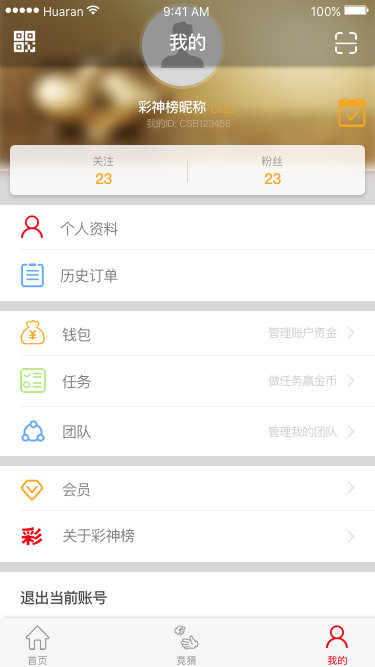 Huaran 9:41 AM 100%
我的
彩神榜昵称 Lv22
我的ID: CSB123456
关注 粉丝
23 23
个人资料
历史订单
钱包 管理账户资金
任务 做任务赢金币
团队 管理我的团队
会员
彩 关于彩神榜
退出当前账号
首页 竞猜 我的